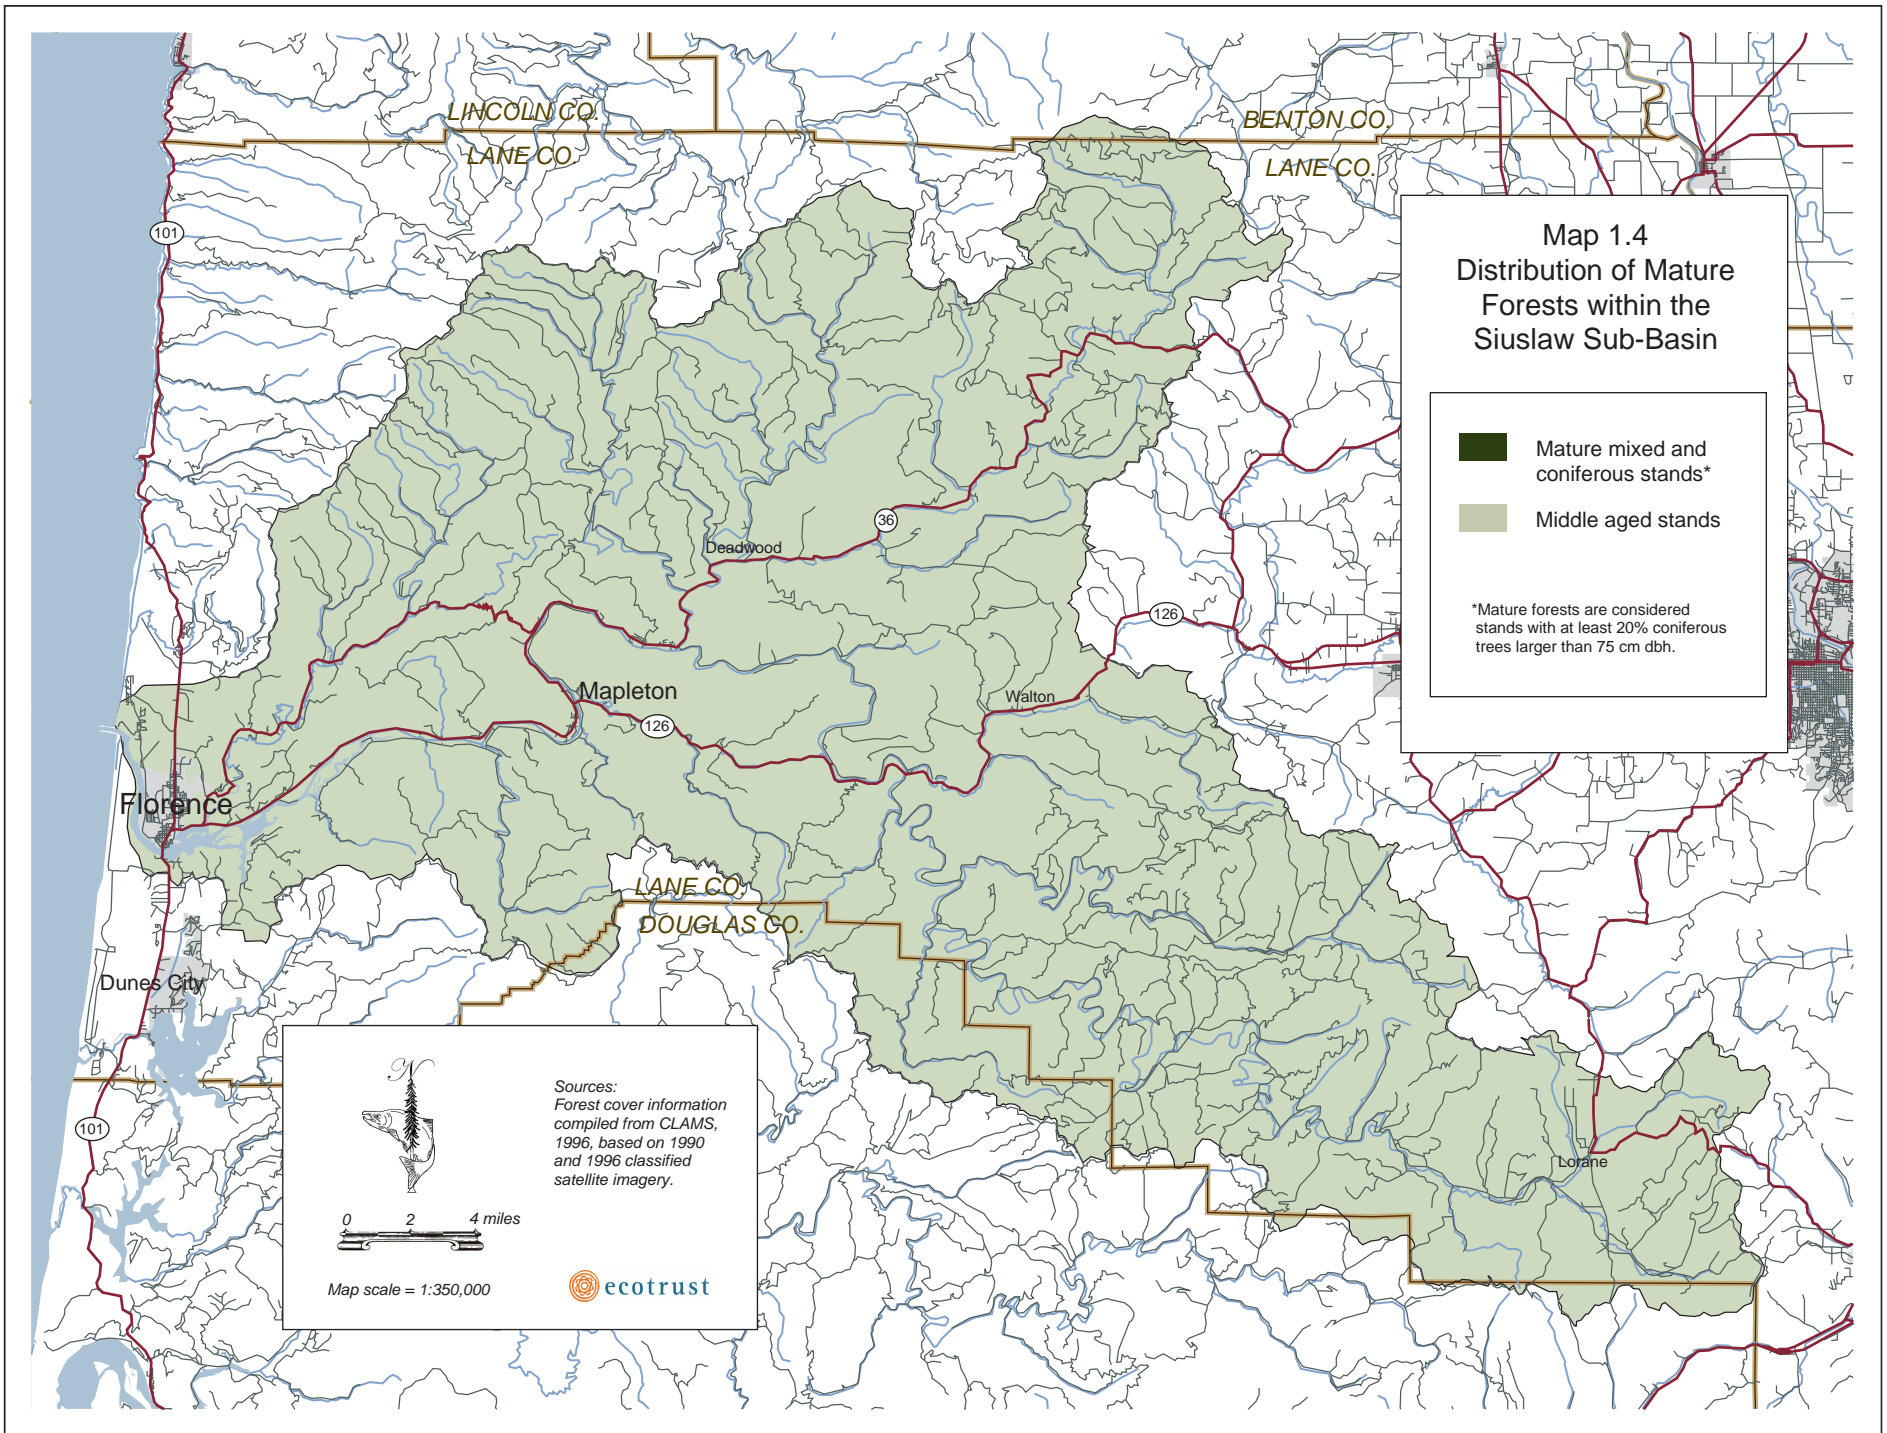 LINCOLN CO.
BENTON CO.
LANE CO.
LANE CO.
101
Map 1.4
Distribution of Mature
Forests within the
Siuslaw Sub-Basin
Mature mixed and
coniferous stands*
Middle aged stands
*Mature forests are considered
stands with at least 20% coniferous
trees larger than 75 cm dbh.
36
Deadwood
126
Mapleton
Walton
126
Florence
LANE CO.
DOUGLAS CO.
Dunes City
101
Lorane
N
Sources:
Forest cover information
compiled from CLAMS,
1996, based on 1990
and 1996 classified
satellite imagery.
0 2 4 miles
Map scale = 1:350,000
ecotrust